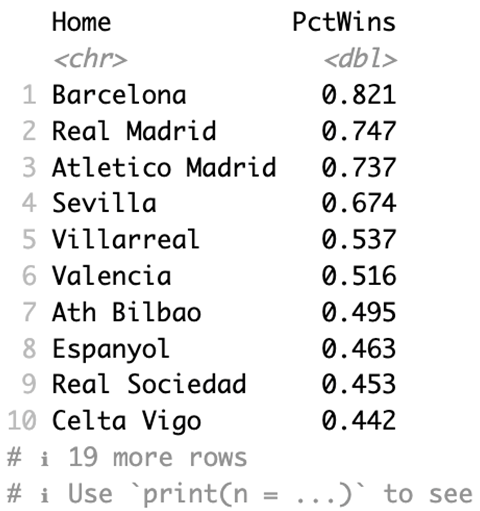 Home PctWins
<chr> <dbl>
1 Barcelona 0.821
2 Real Madrid 0.747
3 Atletico Madrid 0.737
4 Sevilla 0.674
5 Villarreal 0.537
6 Valencia 0.516
7 Ath Bilbao 0.495
8 Espanyol 0.463
9 Real Sociedad 0.453
10 Celta Vigo 0.442
# ℹ 19 more rows
# ℹ Use `print(n = ...)` to see